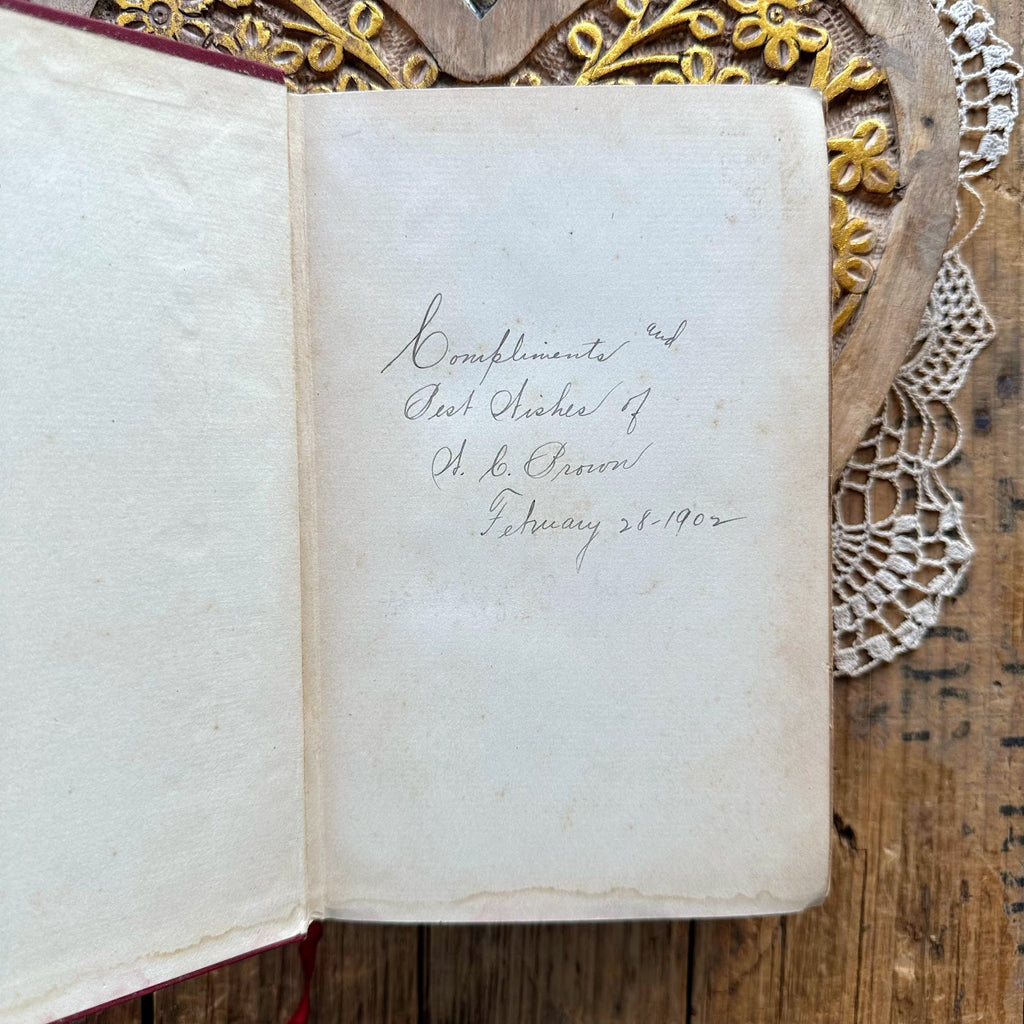 Compliments and
Best Wishes of
A. C. Brown
February 28-1902